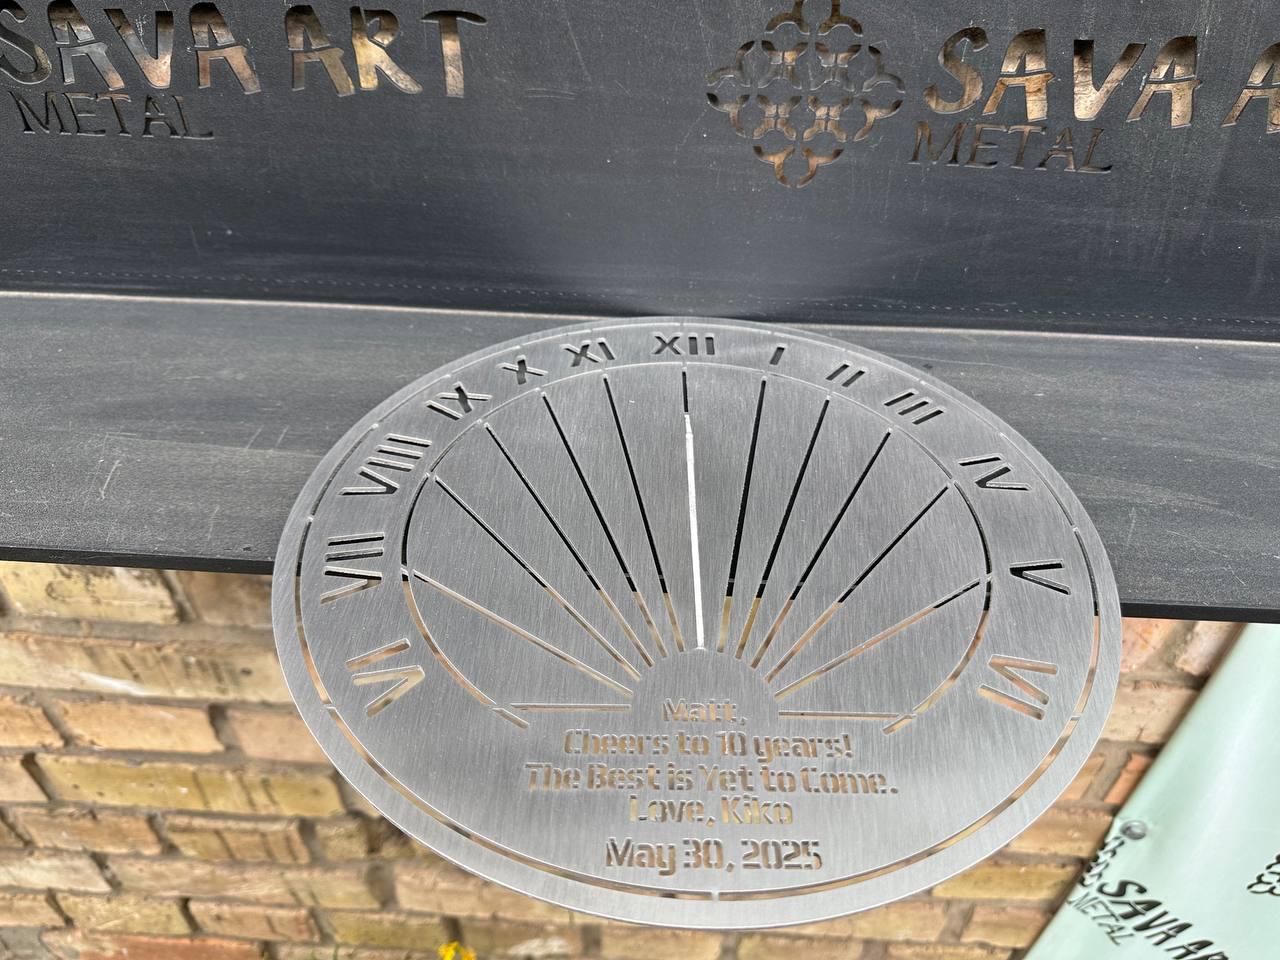 SAVA ART
METAL
SAVA A
METAL
VI VII VIII IX X XI XII I II III IV V VI
Matt,
Cheers to 10 years!
The Best is Yet to Come.
Love, Kiko
May 30, 2025
SAVA AR
METAL